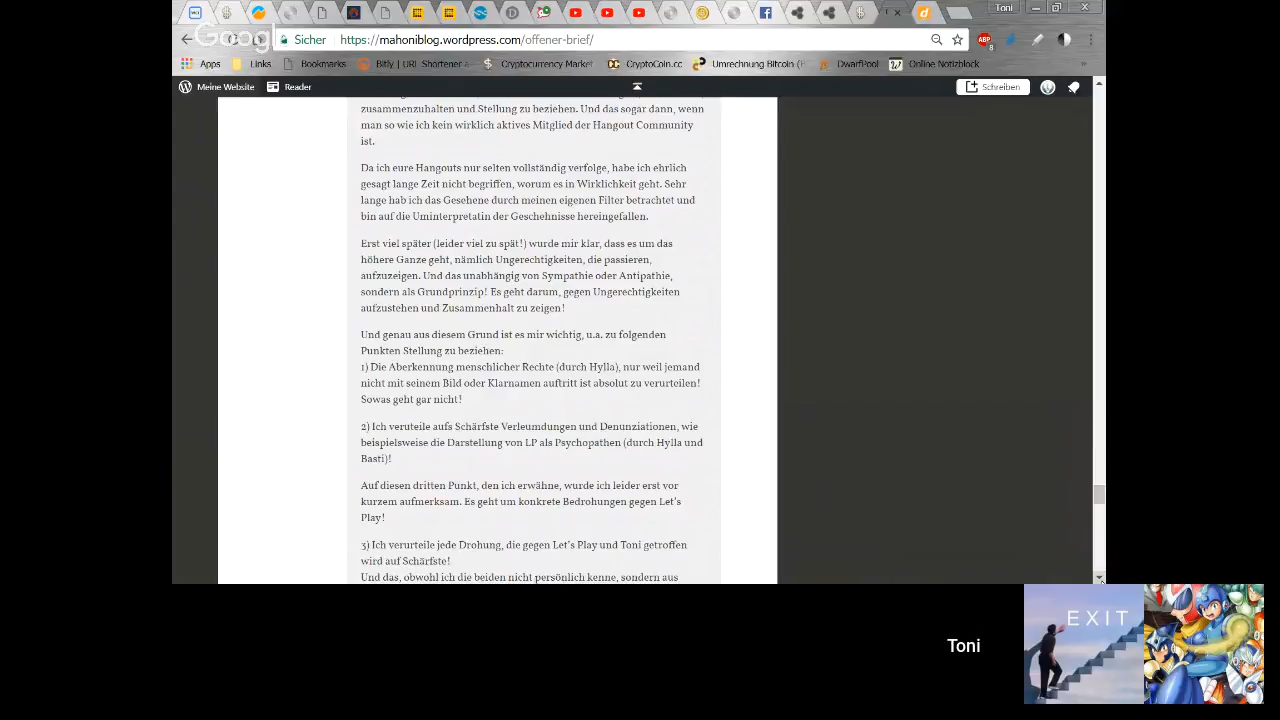 Toni
Sicher
https://mahoniblog.wordpress.com/offener-brief/
ABP
8
Apps
Links
Bookmarks
Bitly | URL Shortener
Cryptocurrency Market
CryptoCoin.cc
Umrechnung Bitcoin (
DwarfPool
Online Notizblock
Meine Website
Reader
Schreiben
zusammenzuhalten und Stellung zu beziehen. Und das sogar dann, wenn
man so wie ich kein wirklich aktives Mitglied der Hangout Community
ist.
Da ich eure Hangouts nur selten vollständig verfolge, habe ich ehrlich
gesagt lange Zeit nicht begriffen, worum es in Wirklichkeit geht. Sehr
lange hab ich das Gesehene durch meinen eigenen Filter betrachtet und
bin auf die Uminterpretatin der Geschehnisse hereingefallen.
Erst viel später (leider viel zu spät!) wurde mir klar, dass es um das
höhere Ganze geht, nämlich Ungerechtigkeiten, die passieren,
aufzuzeigen. Und das unabhängig von Sympathie oder Antipathie,
sondern als Grundprinzip! Es geht darum, gegen Ungerechtigkeiten
aufzustehen und Zusammenhalt zu zeigen!
Und genau aus diesem Grund ist es mir wichtig, u.a. zu folgenden
Punkten Stellung zu beziehen:
1) Die Aberkennung menschlicher Rechte (durch Hylla), nur weil jemand
nicht mit seinem Bild oder Klarnamen auftritt ist absolut zu verurteilen!
Sowas geht gar nicht!
2) Ich veruteile aufs Schärfste Verleumdungen und Denunziationen, wie
beispielsweise die Darstellung von LP als Psychopathen (durch Hylla und
Basti)!
Auf diesen dritten Punkt, den ich erwähne, wurde ich leider erst vor
kurzem aufmerksam. Es geht um konkrete Bedrohungen gegen Let's
Play!
3) Ich verurteile jede Drohung, die gegen Let's Play und Toni getroffen
wird auf Schärfste!
Und das, obwohl ich die beiden nicht persönlich kenne, sondern aus
EXIT
Toni